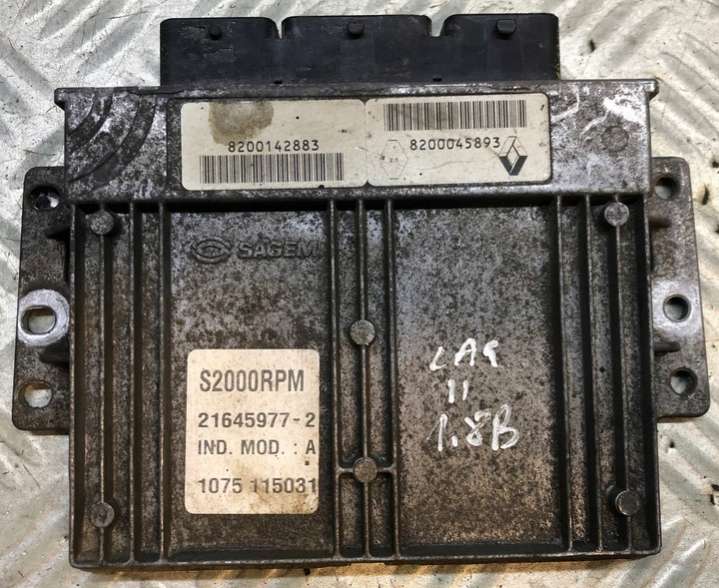 8200142883
8200045893
SAGEM
S2000RPM
21645977-2
IND. MOD. : A
1075 115031
LAG
II
1.8B